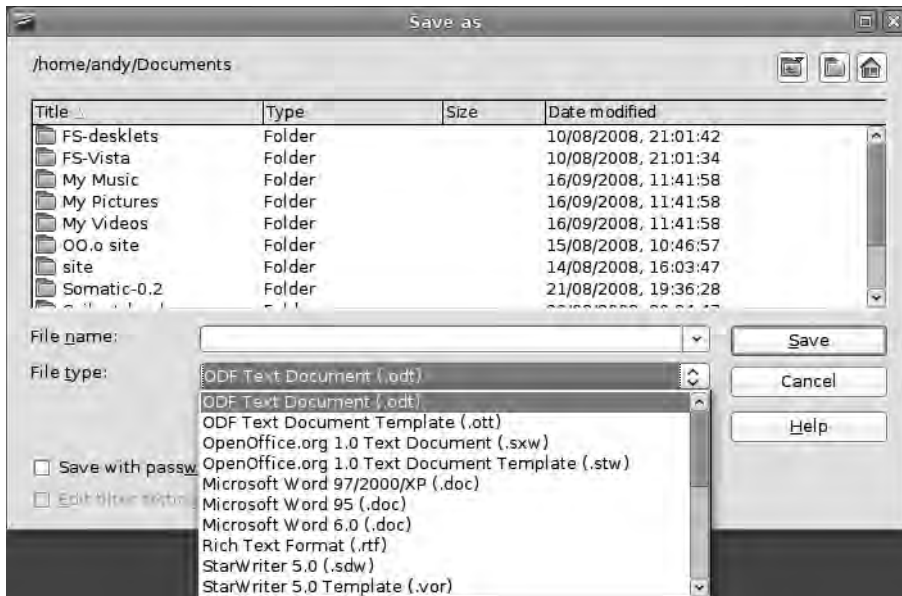 Save as
/home/andy/Documents
Title Type Size Date modified
FS-desklets Folder 10/08/2008, 21:01:42
FS-Vista Folder 10/08/2008, 21:01:34
My Music Folder 16/09/2008, 11:41:58
My Pictures Folder 16/09/2008, 11:41:58
My Videos Folder 16/09/2008, 11:41:58
OO.o site Folder 15/08/2008, 10:46:57
site Folder 14/08/2008, 16:03:47
Somatic-0.2 Folder 21/08/2008, 19:36:28
File name:
Save
File type: ODF Text Document (.odt)
Cancel
ODF Text Document (.odt)
ODF Text Document Template (.ott)
Help
OpenOffice.org 1.0 Text Document (.sxw)
Save with passw
OpenOffice.org 1.0 Text Document Template (.stw)
Microsoft Word 97/2000/XP (.doc)
Edit filter
Microsoft Word 95 (.doc)
Microsoft Word 6.0 (.doc)
Rich Text Format (.rtf)
StarWriter 5.0 (.sdw)
StarWriter 5.0 Template (.vor)